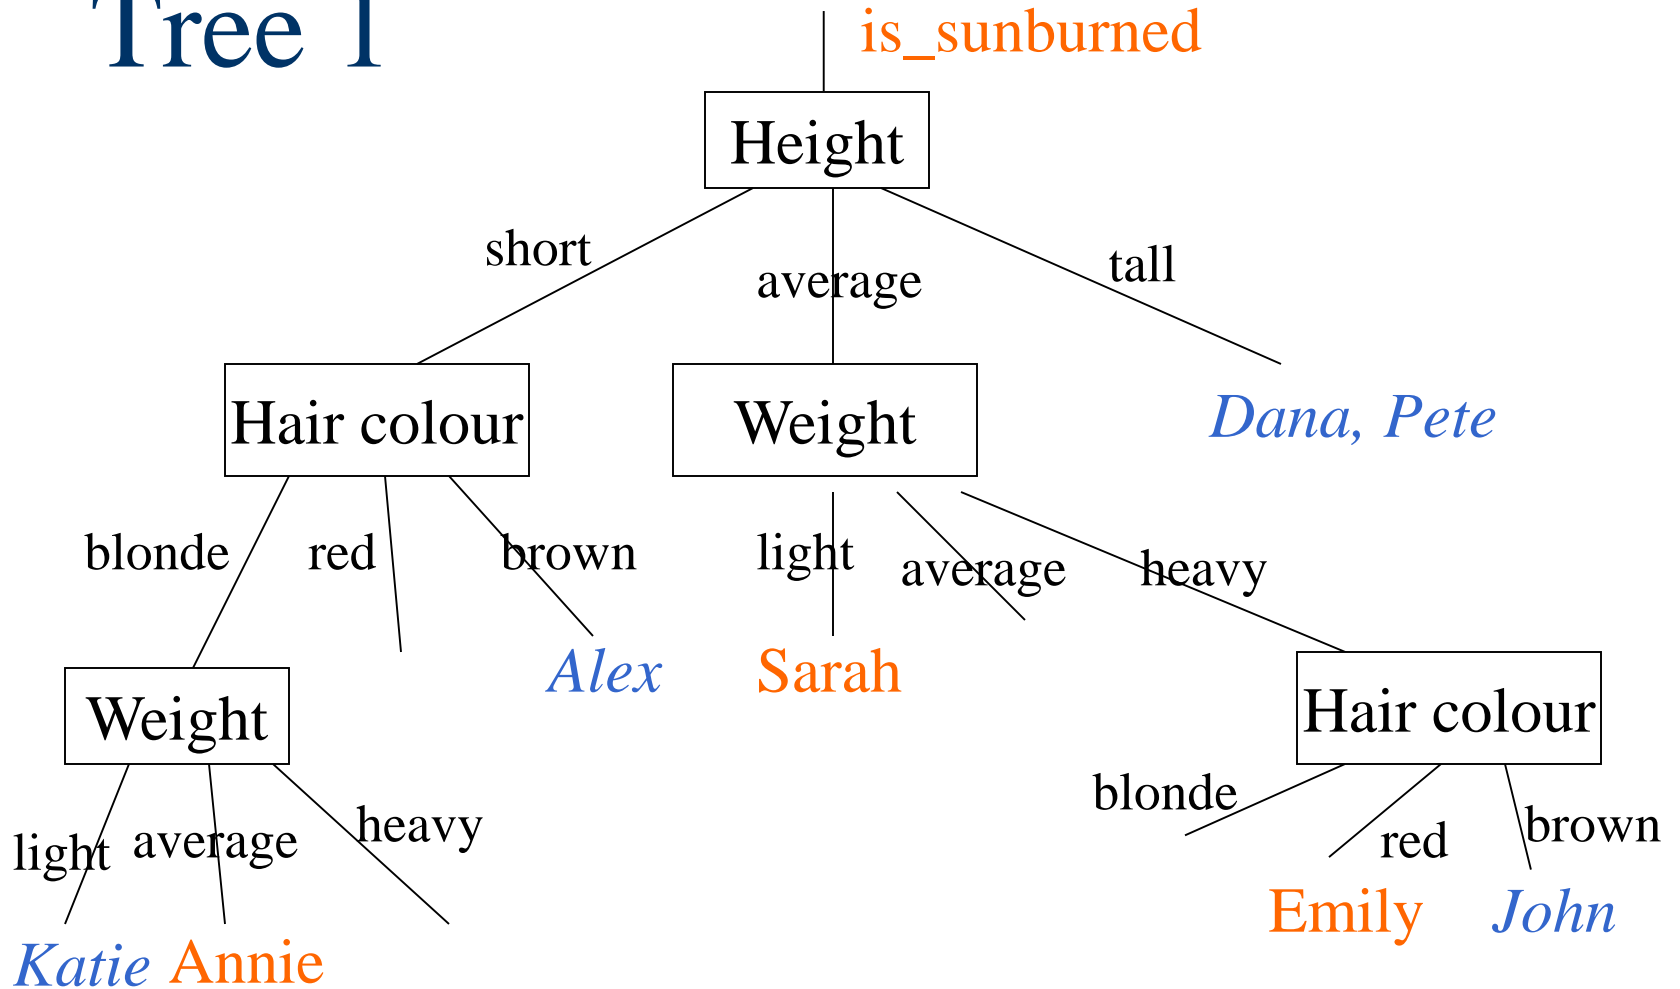 Tree 1
is_sunburned
Height
short
average
tall
Hair colour
Weight
Dana, Pete
blonde
red
brown
light
average
heavy
Alex
Sarah
Weight
Hair colour
blonde
red
brown
light
average
heavy
Emily
John
Katie
Annie